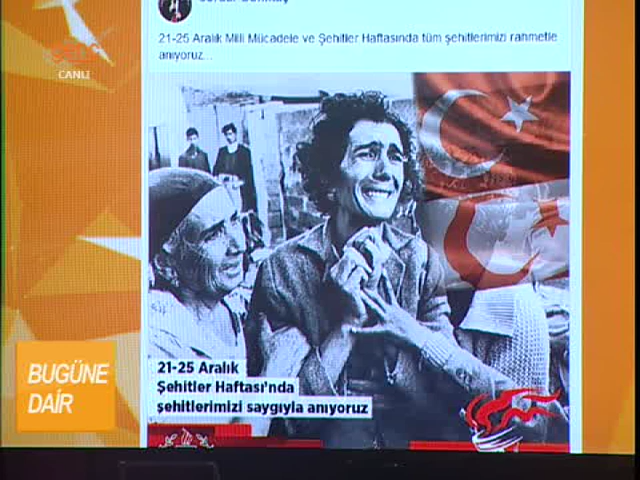 21-25 Aralık Milli Mücadele ve Şehitler Haftasında tüm şehitlerimizi rahmetle
anıyoruz...
CANLI
21-25 Aralık
Şehitler Haftası'nda
şehitlerimizi saygıyla anıyoruz
BUGÜNE
DAİR